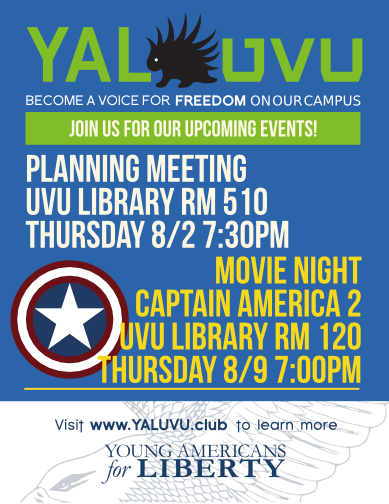 YAL UVU
BECOME A VOICE FOR FREEDOM ON OUR CAMPUS
JOIN US FOR OUR UPCOMING EVENTS!
PLANNING MEETING
UVU LIBRARY RM 510
THURSDAY 8/2 7:30PM
MOVIE NIGHT
CAPTAIN AMERICA 2
UVU LIBRARY RM 120
THURSDAY 8/9 7:00PM
Visit www.YALUVU.club to learn more
YOUNG AMERICANS
for LIBERTY